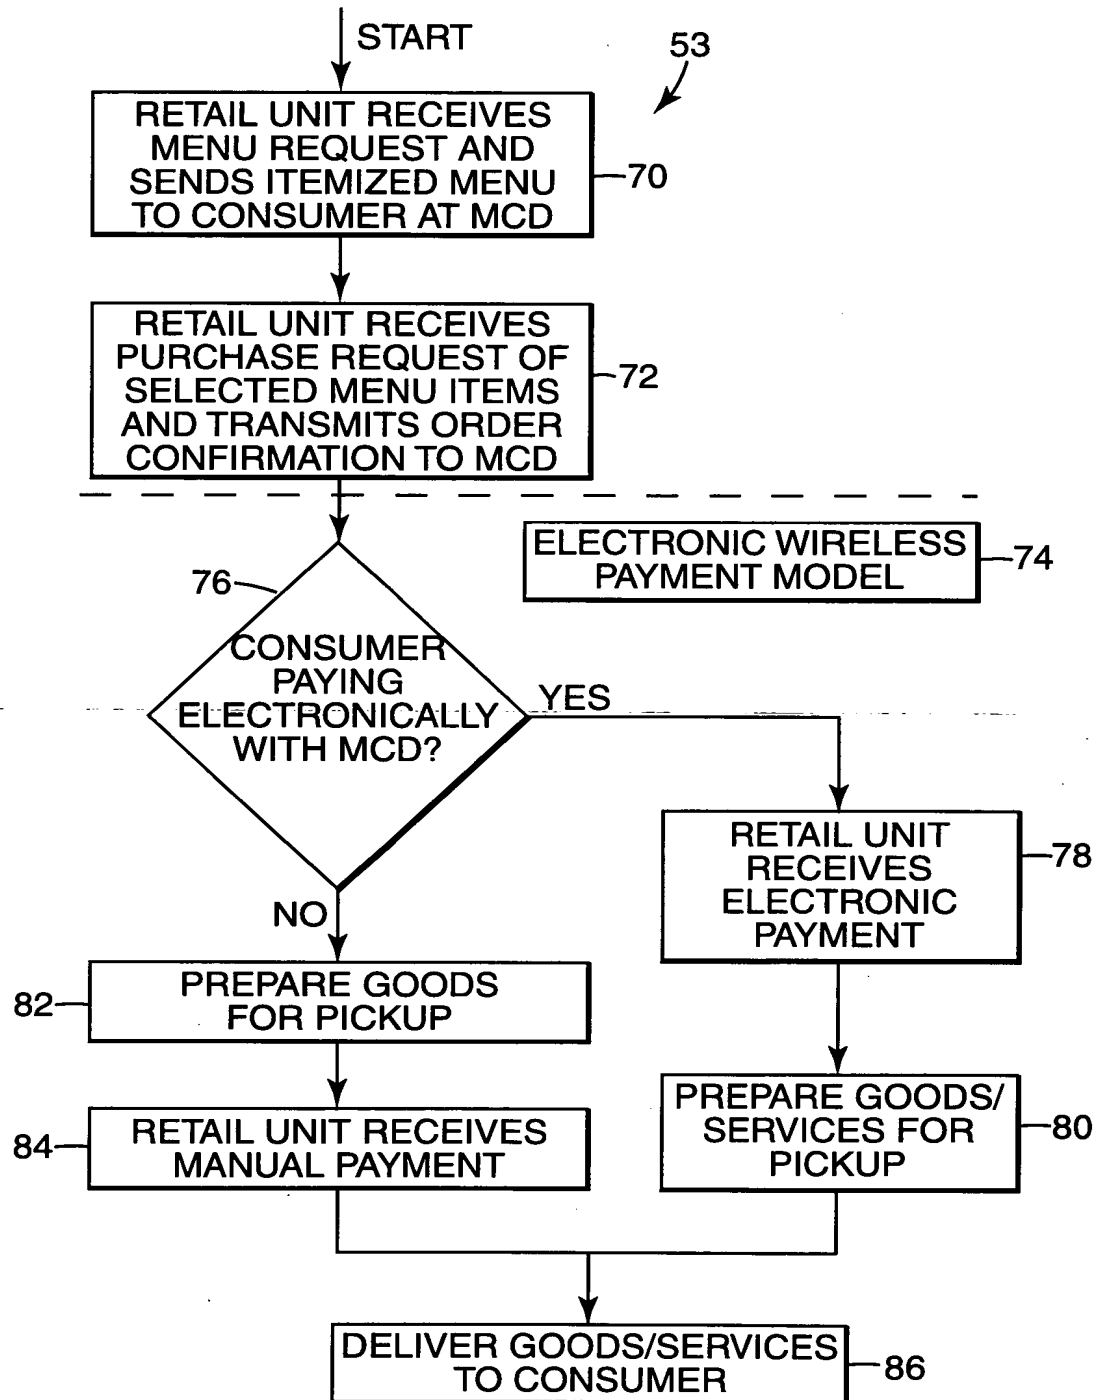 START
53
RETAIL UNIT RECEIVES
MENU REQUEST AND
SENDS ITEMIZED MENU
TO CONSUMER AT MCD
70
RETAIL UNIT RECEIVES
PURCHASE REQUEST OF
SELECTED MENU ITEMS
AND TRANSMITS ORDER
CONFIRMATION TO MCD
72
ELECTRONIC WIRELESS
PAYMENT MODEL
74
76
CONSUMER
PAYING
ELECTRONICALLY
WITH MCD?
YES
NO
RETAIL UNIT
RECEIVES
ELECTRONIC
PAYMENT
78
82
PREPARE GOODS
FOR PICKUP
PREPARE GOODS/
SERVICES FOR
PICKUP
80
84
RETAIL UNIT RECEIVES
MANUAL PAYMENT
DELIVER GOODS/SERVICES
TO CONSUMER
86